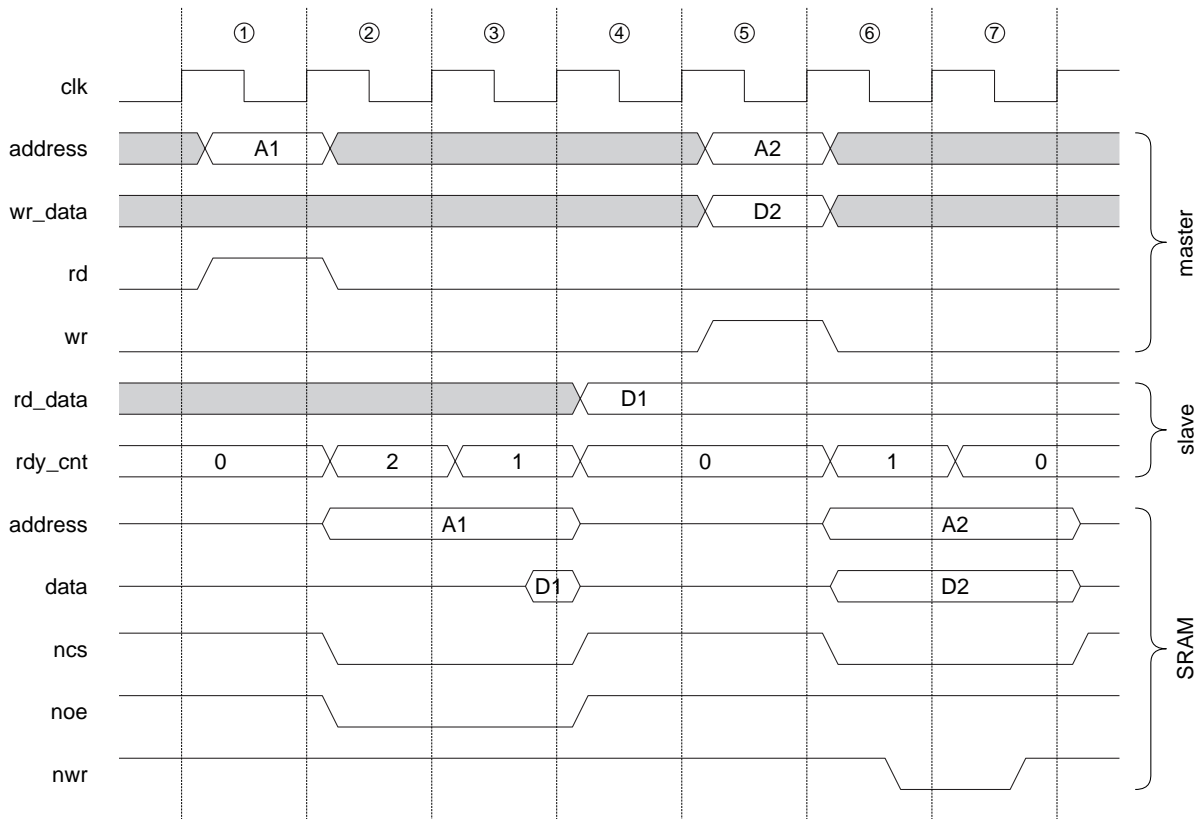 ① ② ③ ④ ⑤ ⑥ ⑦
clk
address A1 A2
wr_data D2
rd
wr
master
rd_data D1
rdy_cnt 0 2 1 0 1 0
slave
address A1 A2
data D1 D2
ncs
noe
nwr
SRAM